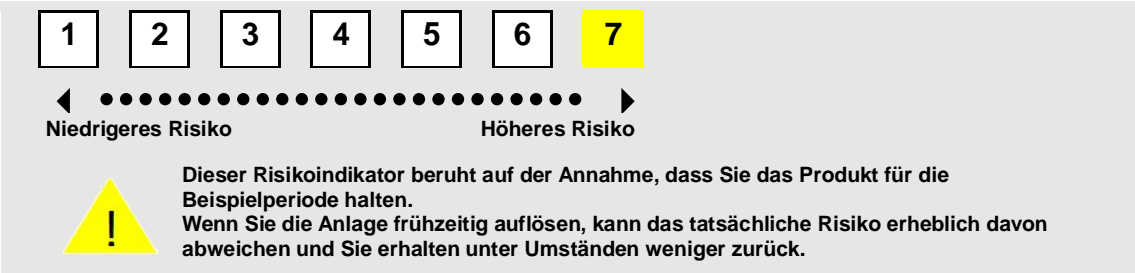 1 2 3 4 5 6 7
Niedrigeres Risiko Höheres Risiko
!
Dieser Risikoindikator beruht auf der Annahme, dass Sie das Produkt für die
Beispielperiode halten.
Wenn Sie die Anlage frühzeitig auflösen, kann das tatsächliche Risiko erheblich davon
abweichen und Sie erhalten unter Umständen weniger zurück.